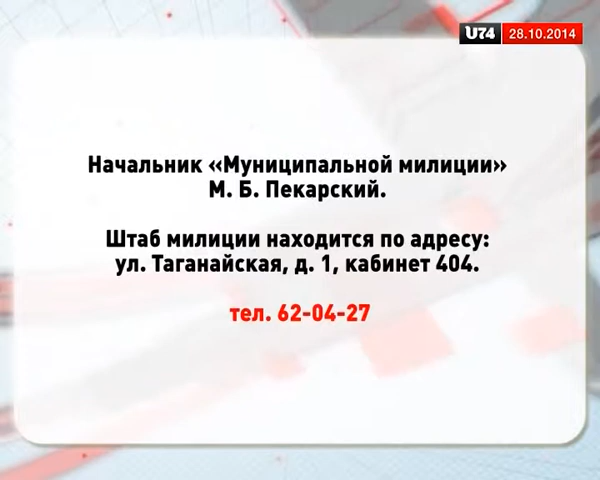 U74 28.10.2014
Начальник «Муниципальной милиции»
М. Б. Пекарский.
Штаб милиции находится по адресу:
ул. Таганайская, д. 1, кабинет 404.
тел. 62-04-27